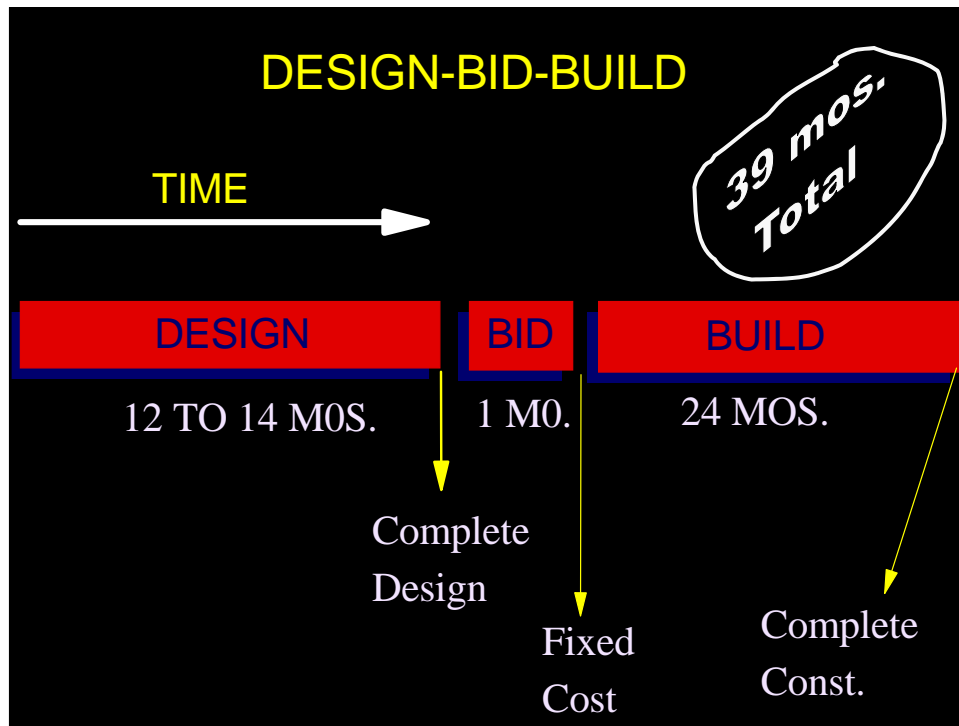 DESIGN-BID-BUILD
39 mos.
Total
TIME
DESIGN
BID
BUILD
12 TO 14 M0S.
1 M0.
24 MOS.
Complete
Design
Fixed
Cost
Complete
Const.